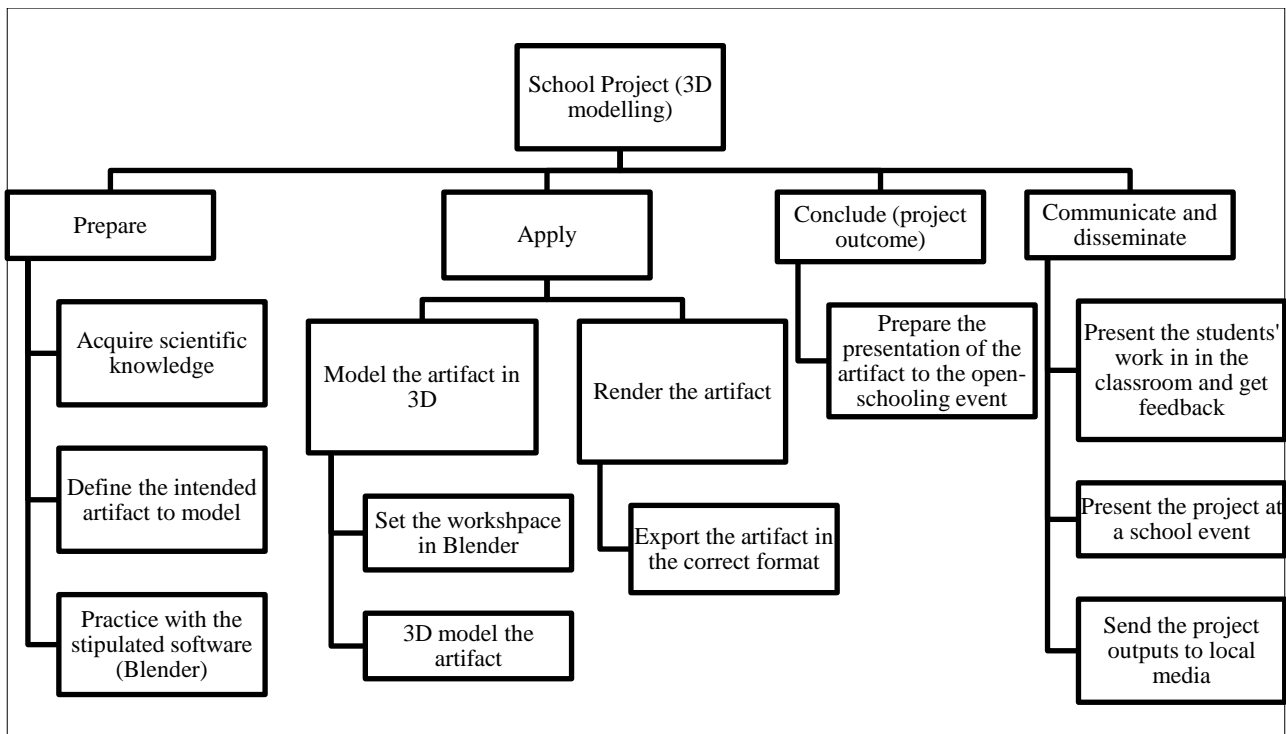 School Project (3D
modelling)
Prepare
Acquire scientific
knowledge
Define the intended
artifact to model
Practice with the
stipulated software
(Blender)
Apply
Model the artifact in
3D
Set the workshpace
in Blender
3D model the
artifact
Render the artifact
Export the artifact in
the correct format
Conclude (project
outcome)
Prepare the
presentation of the
artifact to the open-
schooling event
Communicate and
disseminate
Present the students'
work in in the
classroom and get
feedback
Present the project at
a school event
Send the project
outputs to local
media